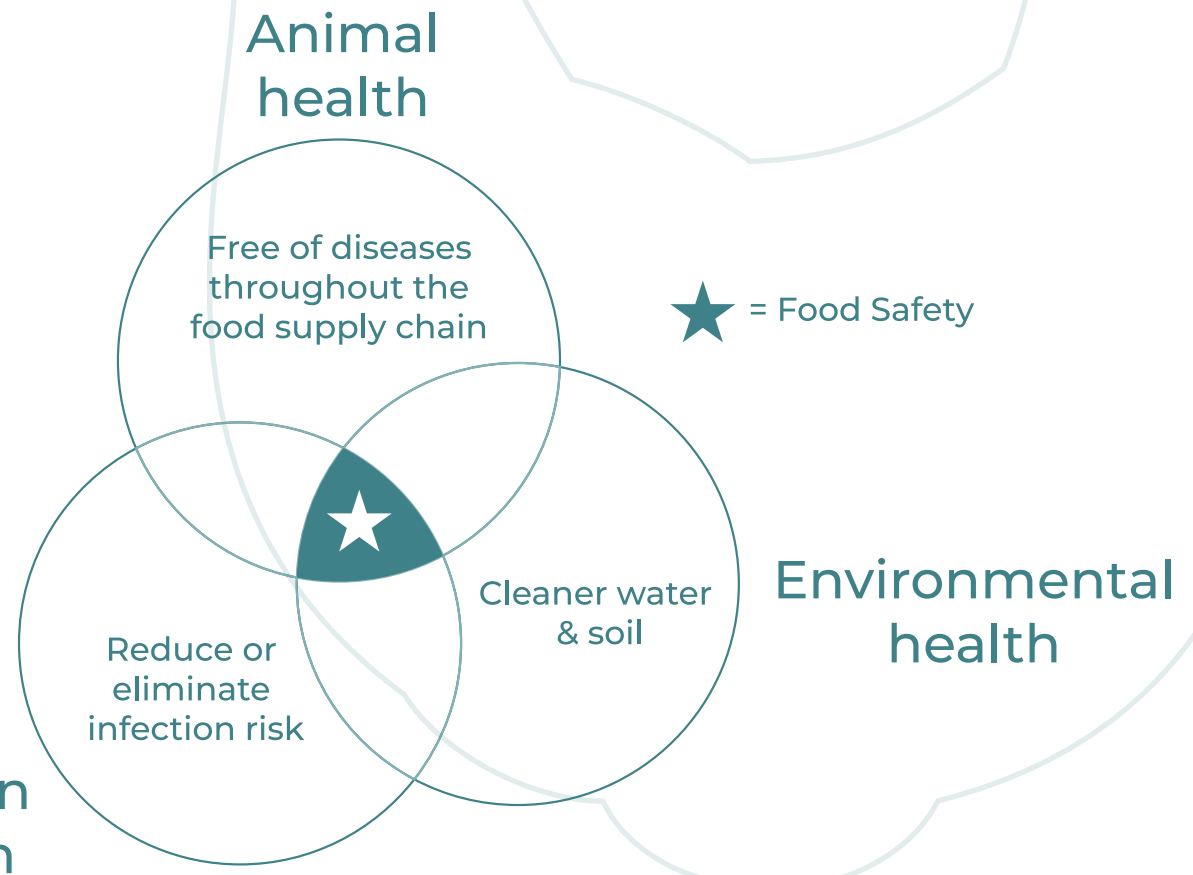 Animal
health
Free of diseases
throughout the
food supply chain
= Food Safety
Cleaner water
& soil
Environmental
health
Reduce or
eliminate
infection risk